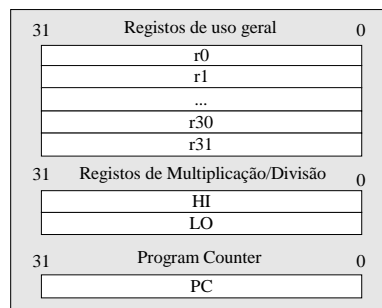 31 Registos de uso geral 0
r0
r1
...
r30
r31
31 Registos de Multiplicação/Divisão 0
HI
LO
31 Program Counter 0
PC